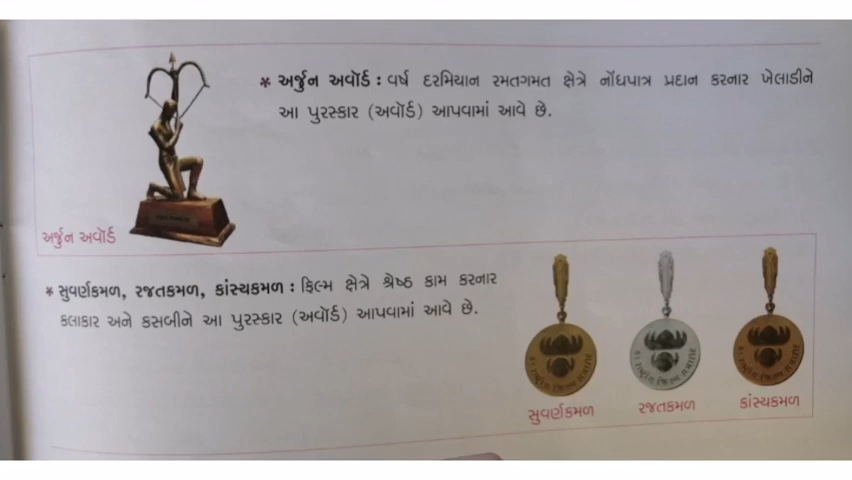 * અર્જુન અવૉર્ડ : વર્ષ દરમિયાન રમતગમત ક્ષેત્રે નોંધપાત્ર પ્રદાન કરનાર ખેલાડીને
આ પુરસ્કાર (અવૉર્ડ) આપવામાં આવે છે.
અર્જુન અવૉર્ડ
* સુવર્ણકમળ, રજતકમળ, કાંસ્યકમળ : ફિલ્મ ક્ષેત્રે શ્રેષ્ઠ કામ કરનાર
કલાકાર અને કસબીને આ પુરસ્કાર (અવૉર્ડ) આપવામાં આવે છે.
સુવર્ણકમળ
રજતકમળ
કાંસ્યકમળ